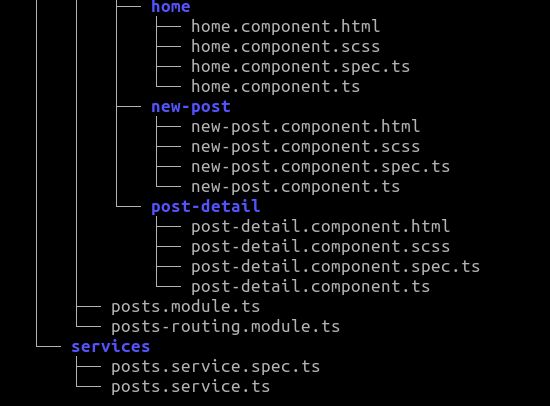 home
home.component.html
home.component.scss
home.component.spec.ts
home.component.ts
new-post
new-post.component.html
new-post.component.scss
new-post.component.spec.ts
new-post.component.ts
post-detail
post-detail.component.html
post-detail.component.scss
post-detail.component.spec.ts
post-detail.component.ts
posts.module.ts
posts-routing.module.ts
services
posts.service.spec.ts
posts.service.ts